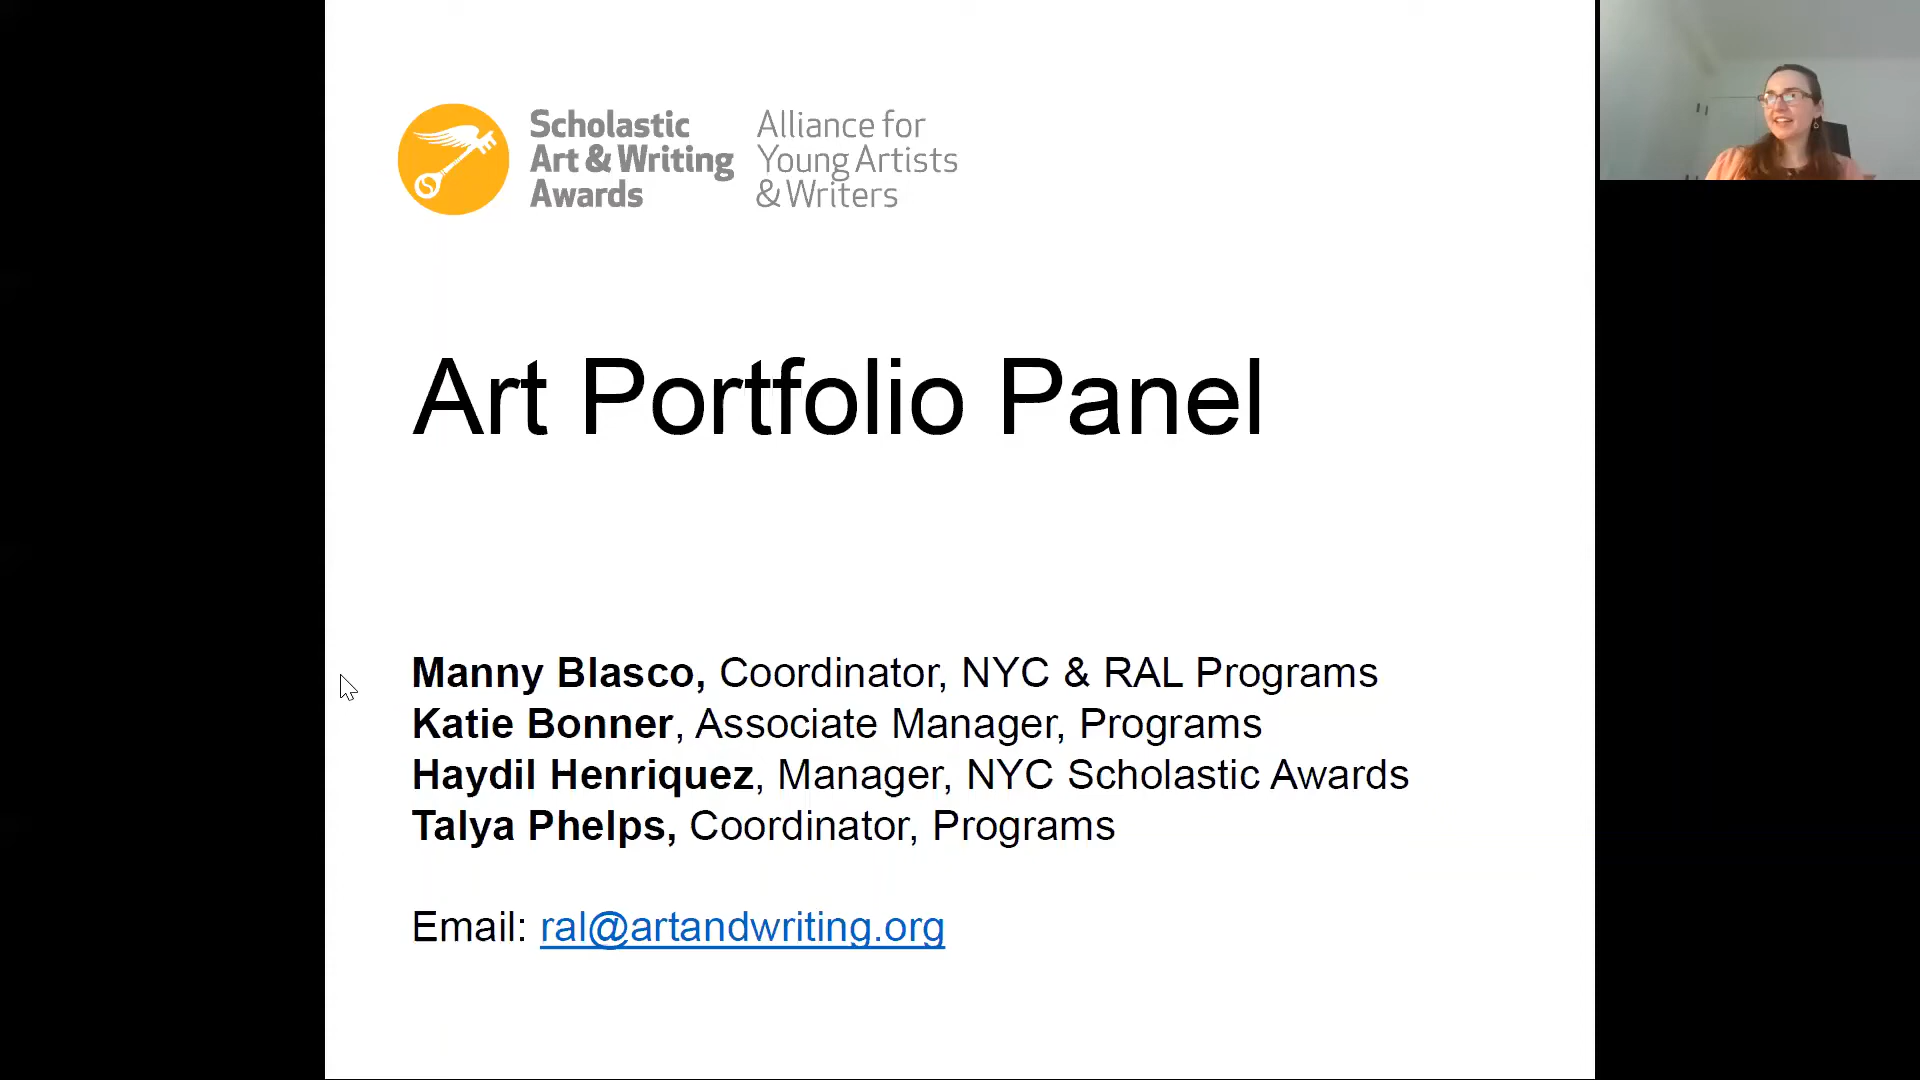 Scholastic
Art & Writing
Awards
Alliance for
Young Artists
& Writers
Art Portfolio Panel
Manny Blasco, Coordinator, NYC & RAL Programs
Katie Bonner, Associate Manager, Programs
Haydil Henriquez, Manager, NYC Scholastic Awards
Talya Phelps, Coordinator, Programs
Email: ral@artandwriting.org